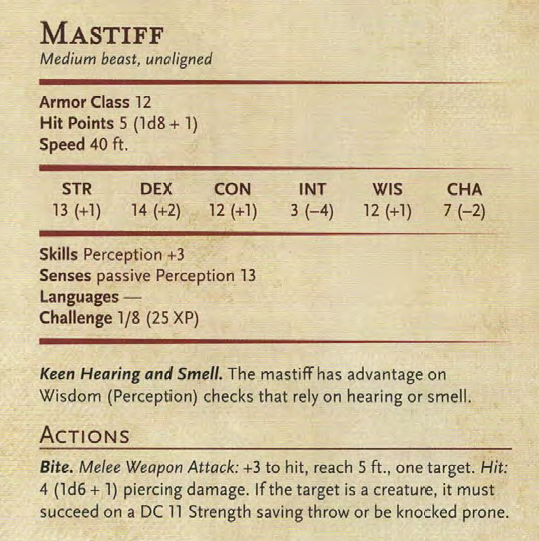 MASTIFF
Medium beast, unaligned
Armor Class 12
Hit Points 5 (1d8 + 1)
Speed 40 ft.
STR DEX CON INT WIS CHA
13 (+1) 14 (+2) 12 (+1) 3 (–4) 12 (+1) 7 (–2)
Skills Perception +3
Senses passive Perception 13
Languages —
Challenge 1/8 (25 XP)
Keen Hearing and Smell. The mastiff has advantage on
Wisdom (Perception) checks that rely on hearing or smell.
ACTIONS
Bite. Melee Weapon Attack: +3 to hit, reach 5 ft., one target. Hit:
4 (1d6 + 1) piercing damage. If the target is a creature, it must
succeed on a DC 11 Strength saving throw or be knocked prone.